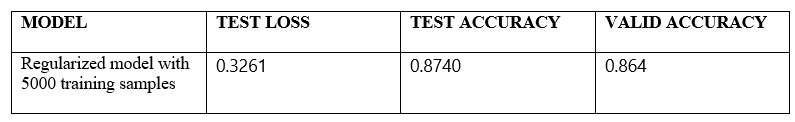 MODEL TEST LOSS TEST ACCURACY VALID ACCURACY
Regularized model with 0.3261 0.8740 0.864
5000 training samples